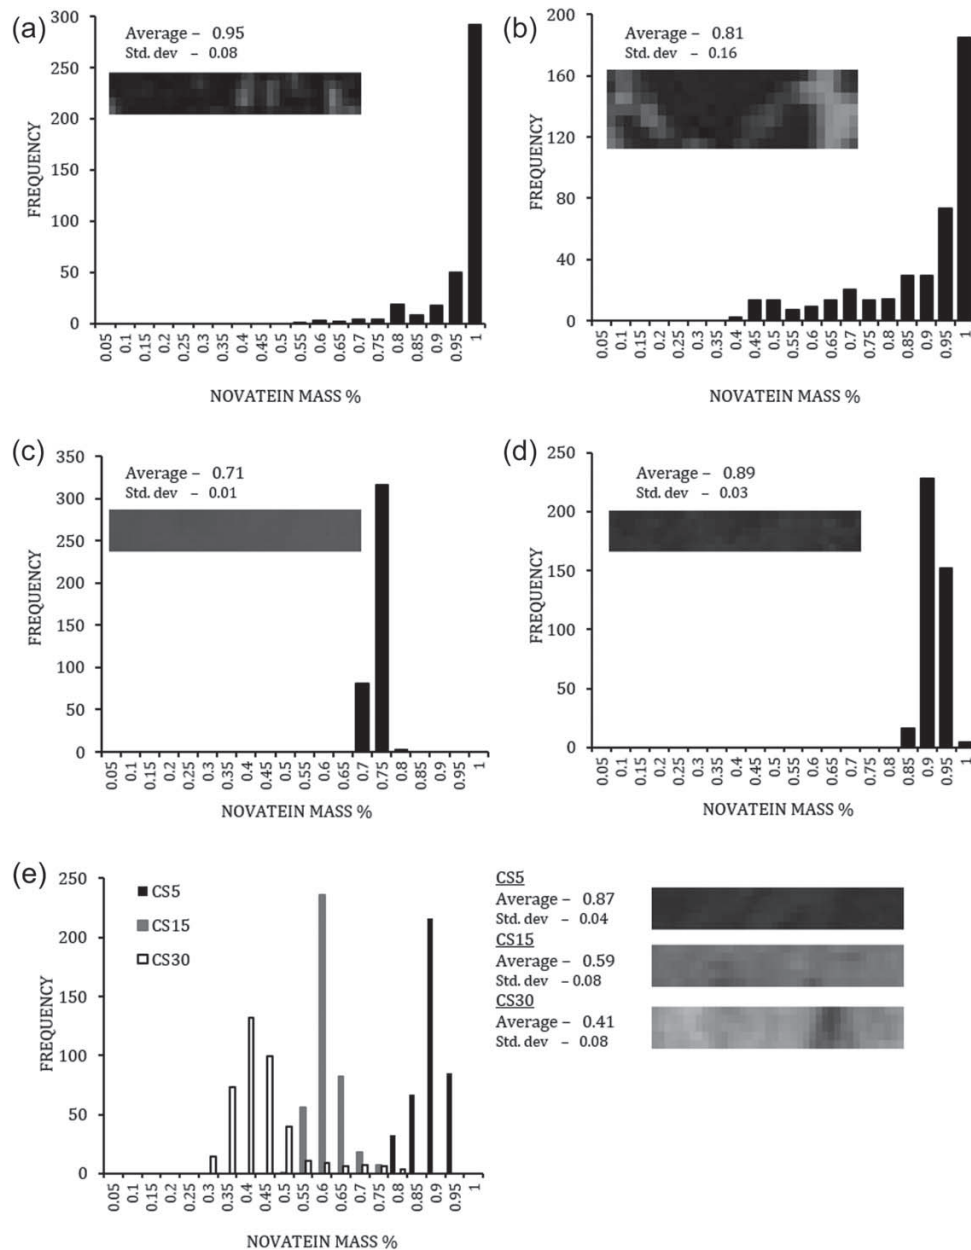 (a)
Average – 0.95
Std. dev – 0.08
FREQUENCY
300
250
200
150
100
50
0
0.05 0.1 0.15 0.2 0.25 0.3 0.35 0.4 0.45 0.5 0.55 0.6 0.65 0.7 0.75 0.8 0.85 0.9 0.95 1
NOVATEIN MASS %
(b)
Average – 0.81
Std. dev – 0.16
FREQUENCY
200
160
120
80
40
0
0.05 0.1 0.15 0.2 0.25 0.3 0.35 0.4 0.45 0.5 0.55 0.6 0.65 0.7 0.75 0.8 0.85 0.9 0.95 1
NOVATEIN MASS %
(c)
Average – 0.71
Std. dev – 0.01
FREQUENCY
350
300
250
200
150
100
50
0
0.05 0.1 0.15 0.2 0.25 0.3 0.35 0.4 0.45 0.5 0.55 0.6 0.65 0.7 0.75 0.8 0.85 0.9 0.95 1
NOVATEIN MASS %
(d)
Average – 0.89
Std. dev – 0.03
FREQUENCY
250
200
150
100
50
0
0.05 0.1 0.15 0.2 0.25 0.3 0.35 0.4 0.45 0.5 0.55 0.6 0.65 0.7 0.75 0.8 0.85 0.9 0.95 1
NOVATEIN MASS %
(e)
CS5
CS15
CS30
FREQUENCY
250
200
150
100
50
0
0.05 0.1 0.15 0.2 0.25 0.3 0.35 0.4 0.45 0.5 0.55 0.6 0.65 0.7 0.75 0.8 0.85 0.9 0.95 1
NOVATEIN MASS %
CS5
Average – 0.87
Std. dev – 0.04
CS15
Average – 0.59
Std. dev – 0.08
CS30
Average – 0.41
Std. dev – 0.08